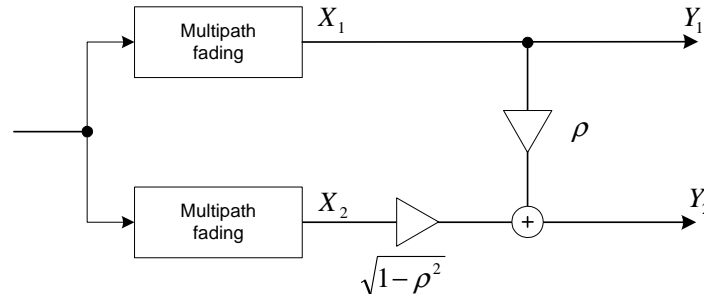 X₁
Y₁
Multipath
fading
ρ
Multipath
fading
X₂
Y₂
+
√1−ρ²